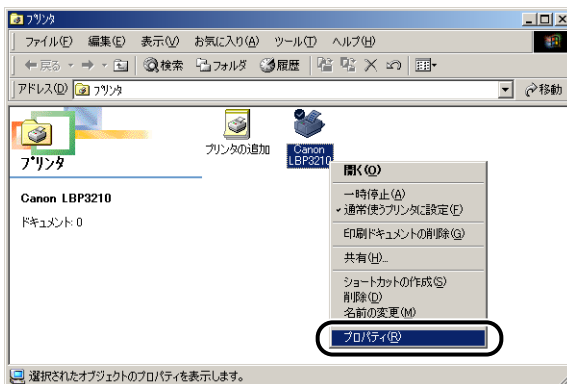 プリンタ
ファイル(F) 編集(E) 表示(V) お気に入り(A) ツール(T) ヘルプ(H)
戻る 検索 フォルダ 履歴
アドレス(D) プリンタ 移動
プリンタ
Canon LBP3210
ドキュメント: 0
プリンタの追加
Canon
LBP3210
開く(O)
一時停止(A)
通常使うプリンタに設定(F)
印刷ドキュメントの削除(G)
共有(H)...
ショートカットの作成(S)
削除(D)
名前の変更(M)
プロパティ(R)
選択されたオブジェクトのプロパティを表示します。